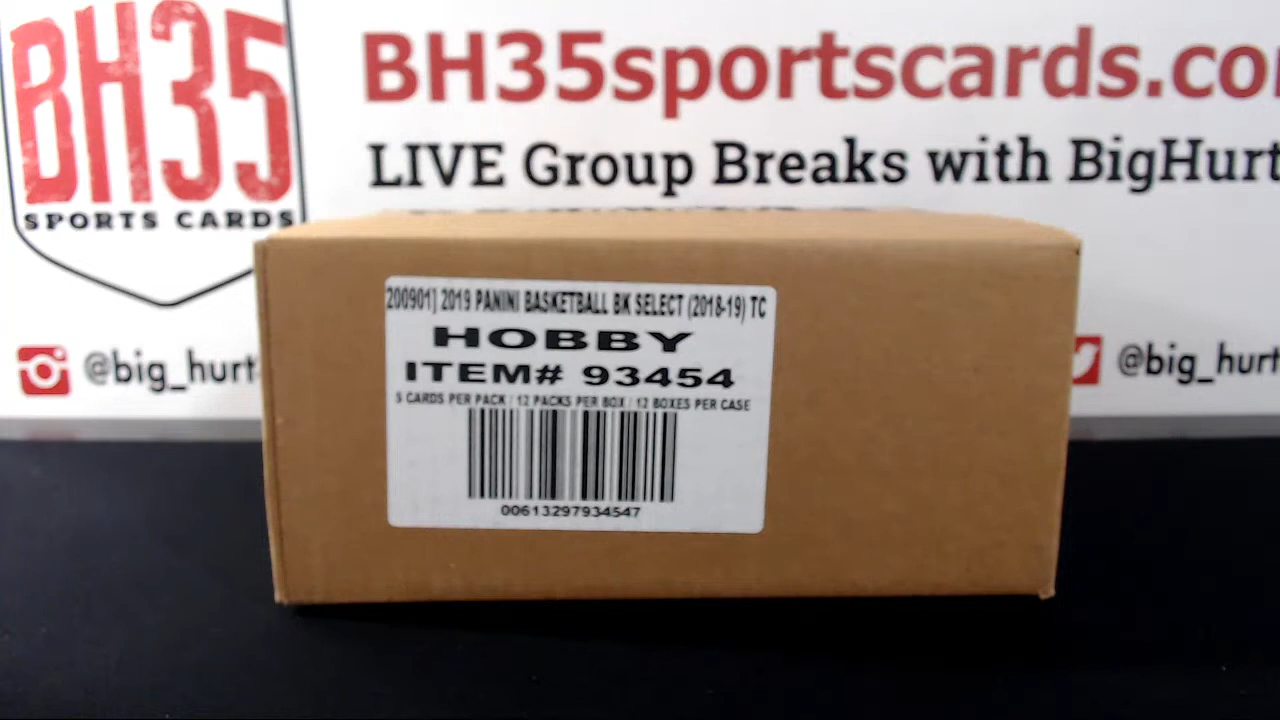 BH35
SPORTS CARDS
BH35sportscards.co
LIVE Group Breaks with BigHurt
@big_hurt
@big_hurt
200901] 2019 PANINI BASKETBALL BK SELECT (2018-19) TC
HOBBY
ITEM# 93454
5 CARDS PER PACK / 12 PACKS PER BOX / 12 BOXES PER CASE
00613297934547